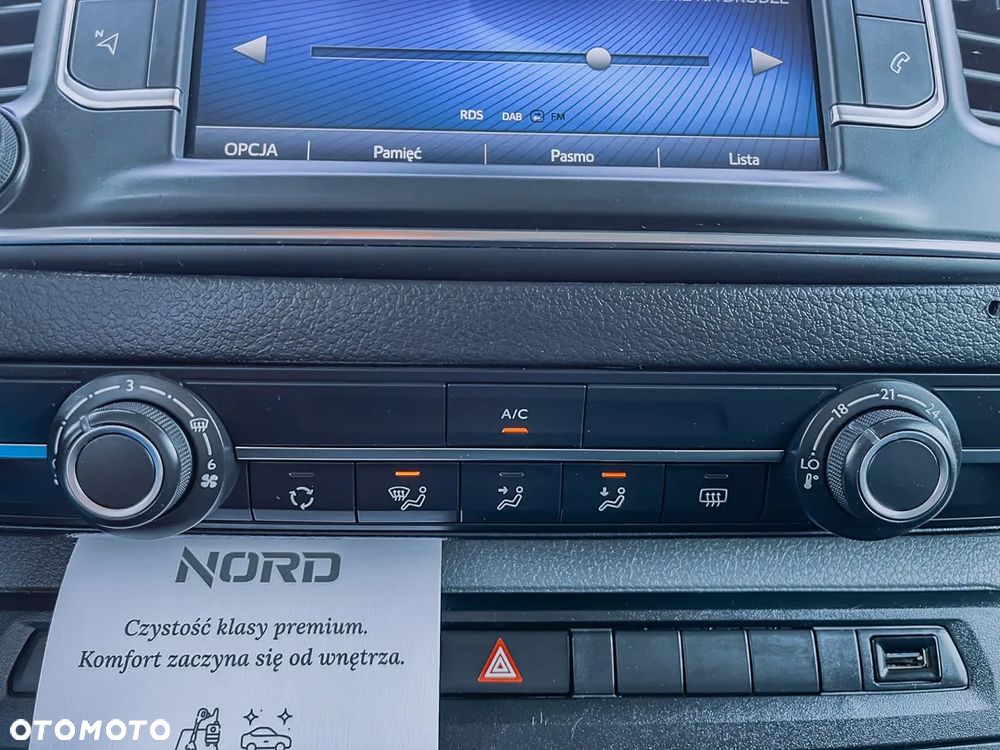 N
RDS DAB FM
OPCJA Pamięć Pasmo Lista
3
6
A/C
18 21 24
NORD
Czystość klasy premium.
Komfort zaczyna się od wnętrza.
OTOMOTO